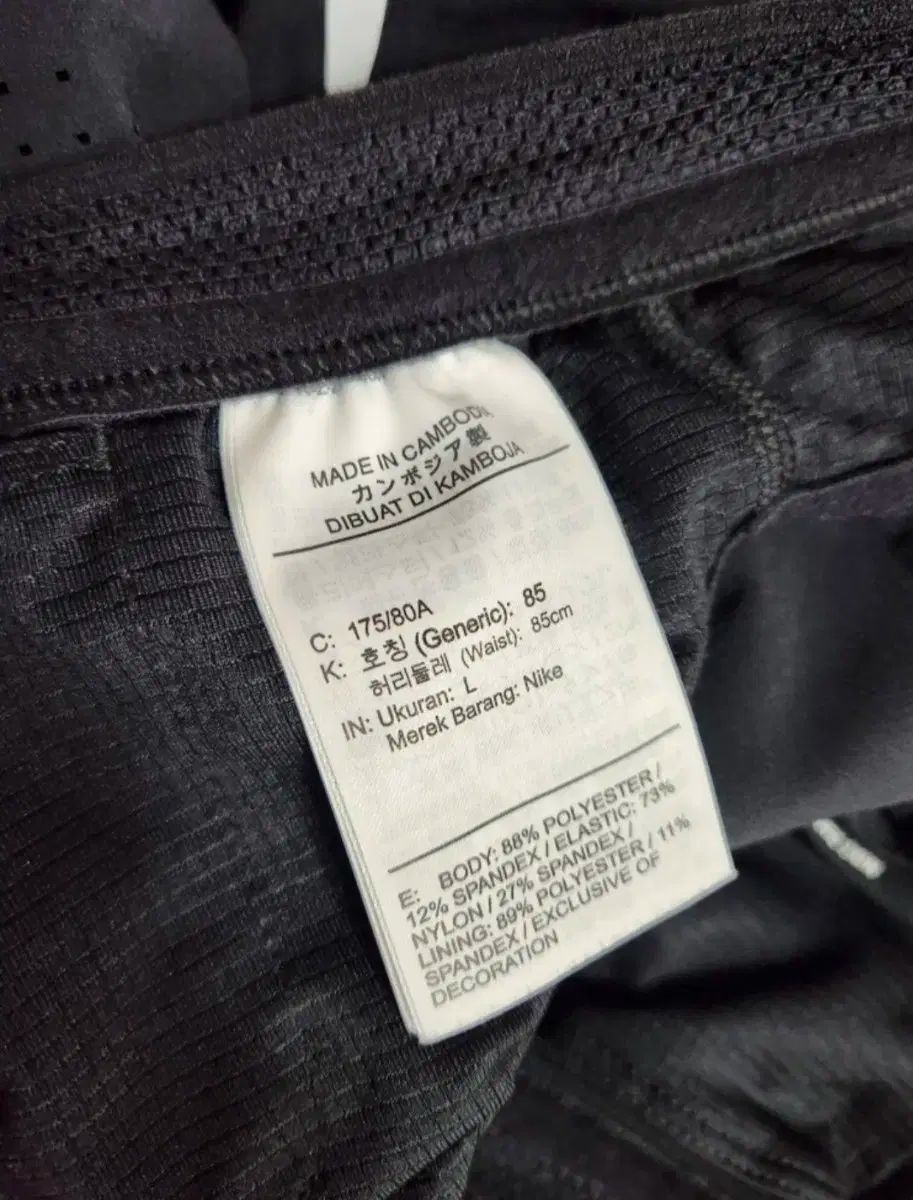 MADE IN CAMBODIA
カンボジア製
DIBUAT DI KAMBOJA
C: 175/80A
K: 호칭 (Generic): 85
허리둘레 (Waist): 85cm
IN: Ukuran: L
Merek Barang: Nike
E: BODY: 88% POLYESTER /
12% SPANDEX / ELASTIC: 73%
NYLON / 27% SPANDEX /
LINING: 89% POLYESTER / 11%
SPANDEX / EXCLUSIVE OF
DECORATION